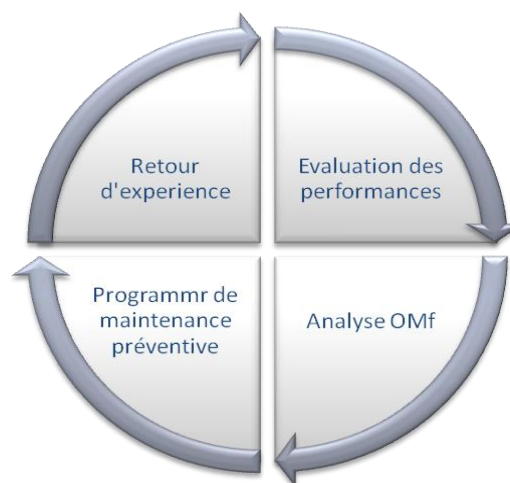 Retour
d'experience
Evaluation des
performances
Programmr de
maintenance
préventive
Analyse OMf